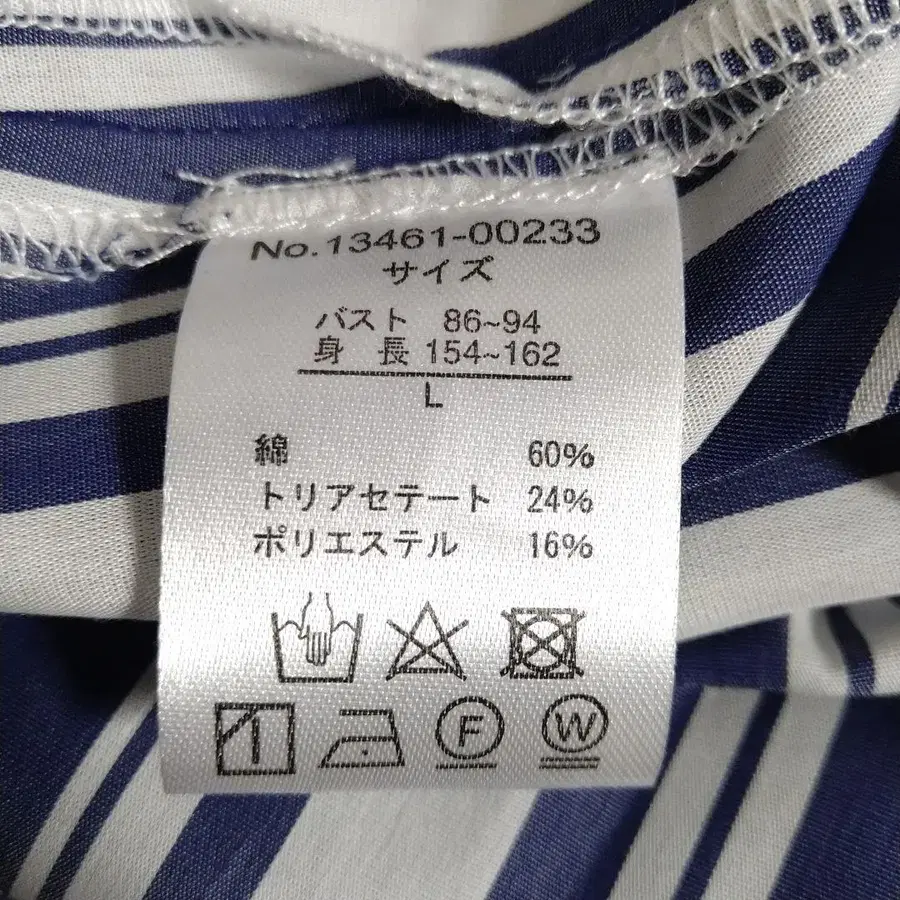 No.13461-00233
サイズ
バスト 86~94
身 長 154~162
L
綿 60%
トリアセテート 24%
ポリエステル 16%
F W